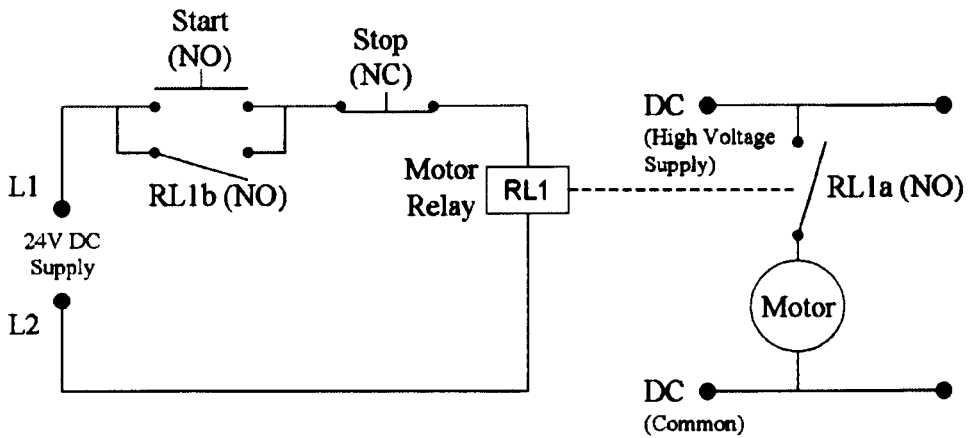 Start
(NO)
Stop
(NC)
RL1b (NO)
L1
24V DC
Supply
L2
Motor
Relay
RL1
DC
(High Voltage
Supply)
RL1a (NO)
Motor
DC
(Common)